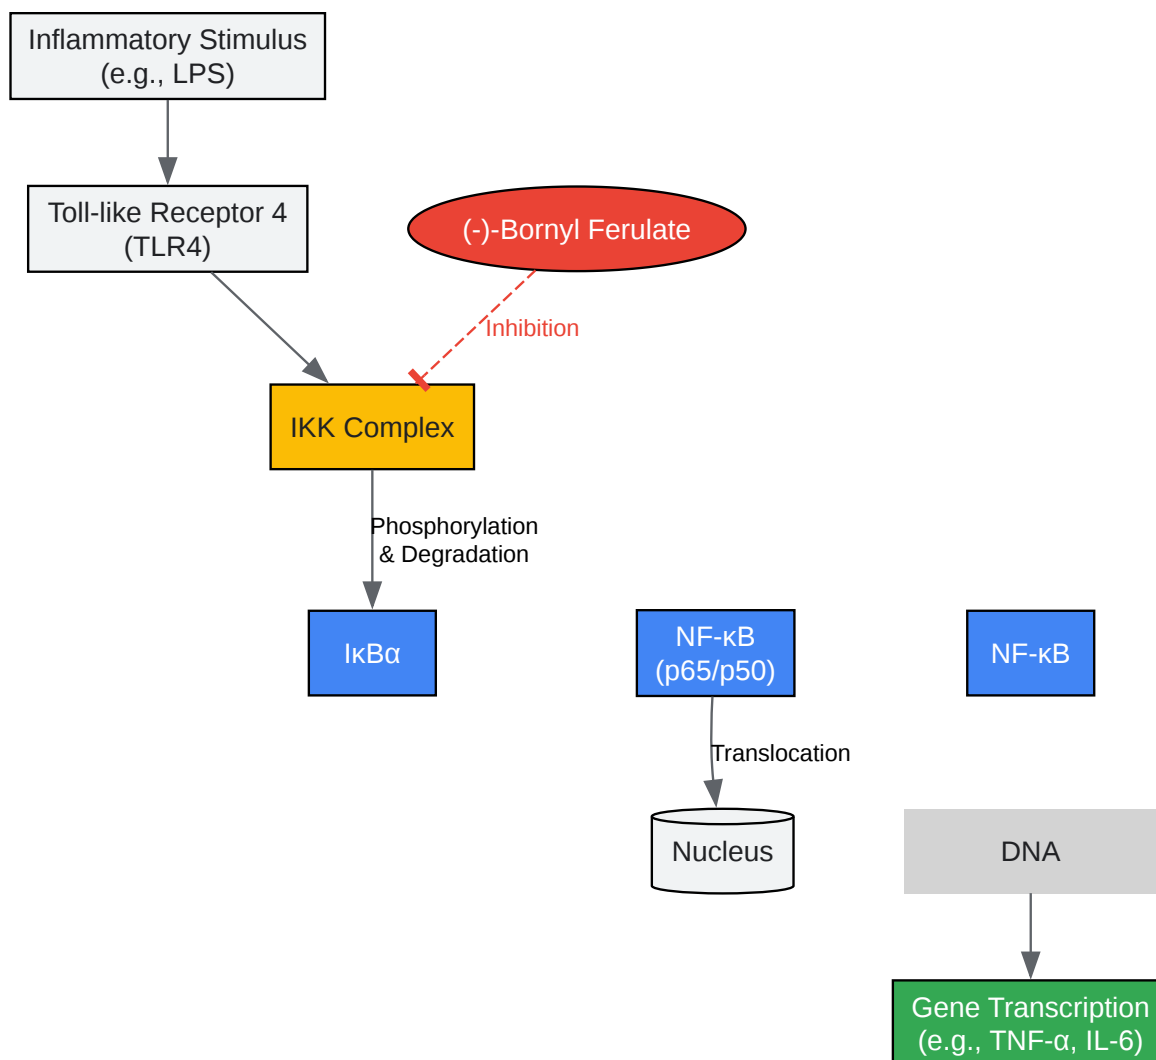 Inflammatory Stimulus
(e.g., LPS)
Toll-like Receptor 4
(TLR4)
(-)-Bornyl Ferulate
Inhibition
IKK Complex
Phosphorylation
& Degradation
IκBα
NF-κB
(p65/p50)
NF-κB
Translocation
Nucleus
DNA
Gene Transcription
(e.g., TNF-α, IL-6)